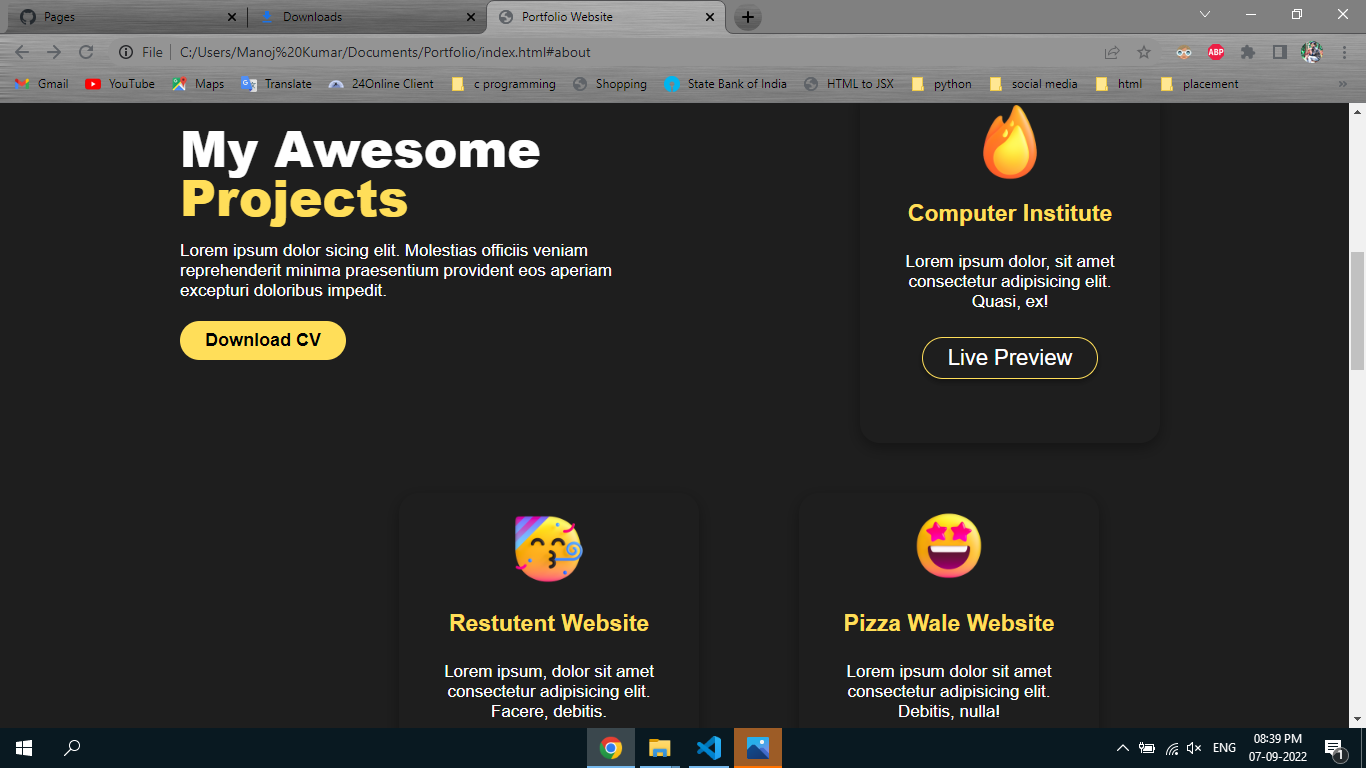 Pages
Downloads
Portfolio Website
File
C:/Users/Manoj%20Kumar/Documents/Portfolio/index.html#about
ABP
Gmail
YouTube
Maps
Translate
24Online Client
c programming
Shopping
State Bank of India
HTML to JSX
python
social media
html
placement
My Awesome
Projects
Lorem ipsum dolor sicing elit. Molestias officiis veniam
reprehenderit minima praesentium provident eos aperiam
excepturi doloribus impedit.
Download CV
Computer Institute
Lorem ipsum dolor, sit amet
consectetur adipisicing elit.
Quasi, ex!
Live Preview
Restutent Website
Lorem ipsum, dolor sit amet
consectetur adipisicing elit.
Facere, debitis.
Pizza Wale Website
Lorem ipsum dolor sit amet
consectetur adipisicing elit.
Debitis, nulla!
ENG
08:39 PM
07-09-2022
1